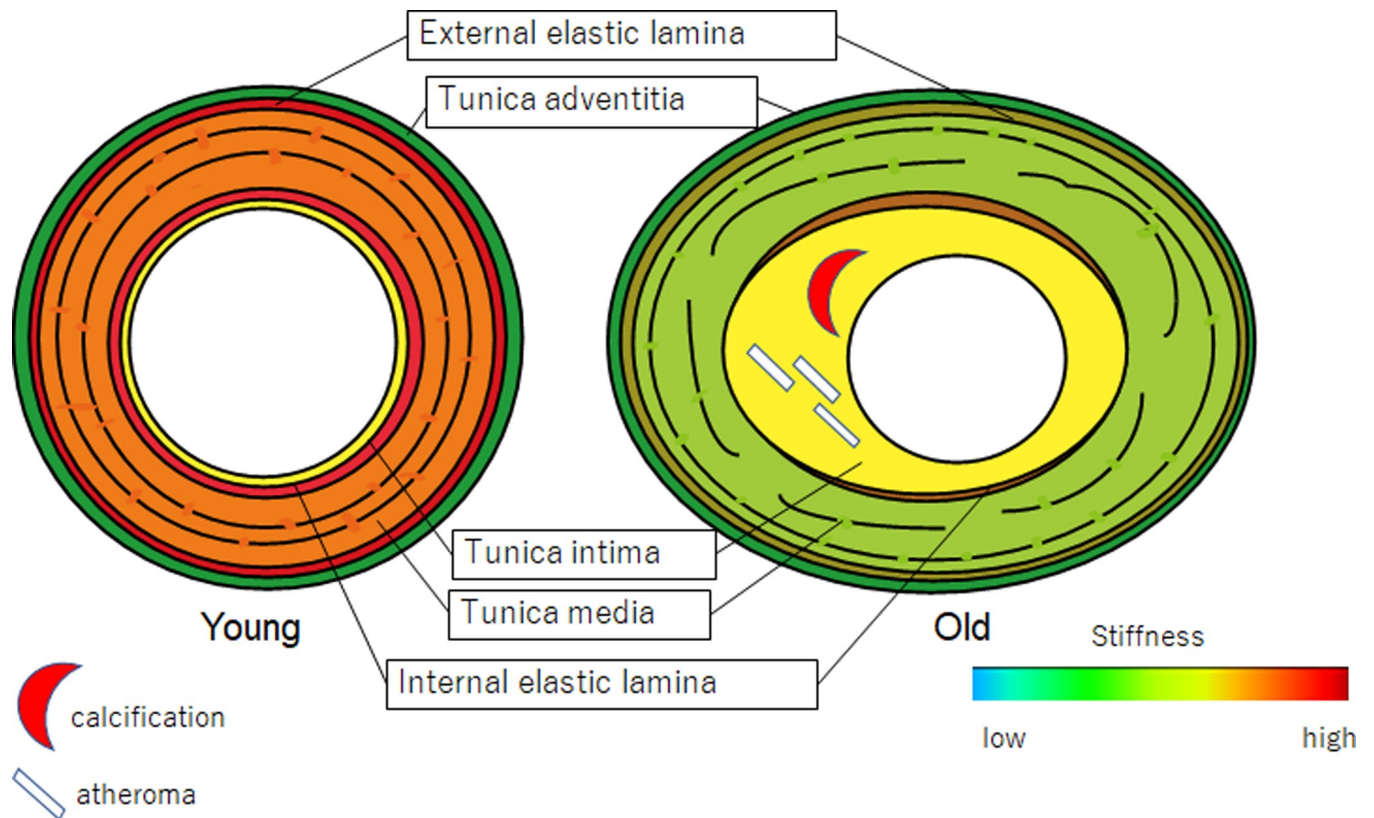 External elastic lamina
Tunica adventitia
Tunica intima
Tunica media
Internal elastic lamina
Young
Old
Stiffness
low
high
calcification
atheroma